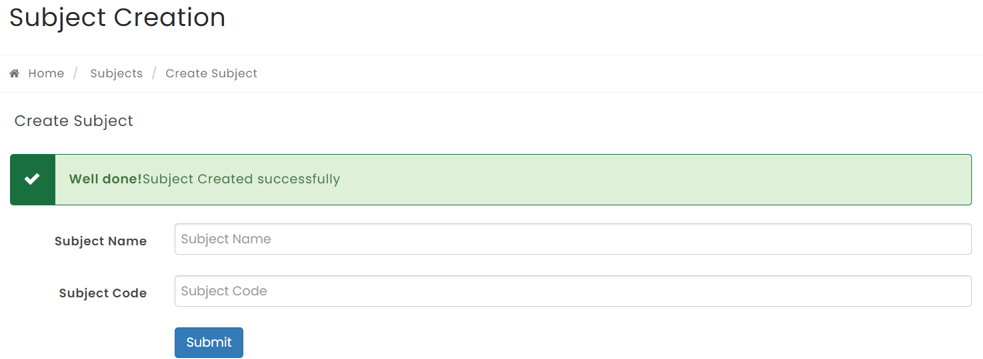 Subject Creation
Home / Subjects / Create Subject
Create Subject
Well done!Subject Created successfully
Subject Name Subject Name
Subject Code Subject Code
Submit